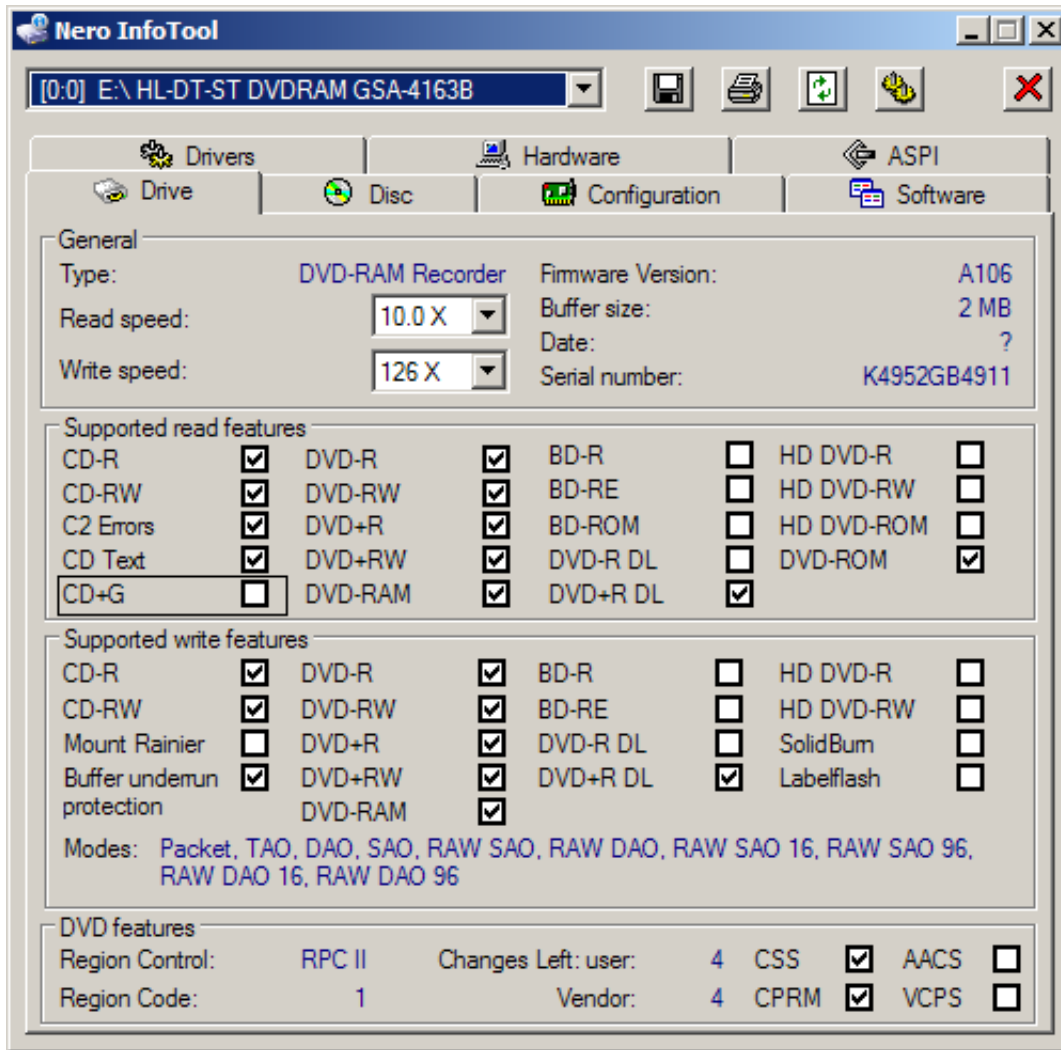 Nero InfoTool
[0:0] E:\ HL-DT-ST DVDRAM GSA-4163B
Drivers Hardware ASPI
Drive Disc Configuration Software
General
Type: DVD-RAM Recorder Firmware Version: A106
Read speed: 10.0 X Buffer size: 2 MB
Date: ?
Write speed: 126 X Serial number: K4952GB4911
Supported read features
CD-R DVD-R BD-R HD DVD-R
CD-RW DVD-RW BD-RE HD DVD-RW
C2 Errors DVD+R BD-ROM HD DVD-ROM
CD Text DVD+RW DVD-R DL DVD-ROM
CD+G DVD-RAM DVD+R DL
Supported write features
CD-R DVD-R BD-R HD DVD-R
CD-RW DVD-RW BD-RE HD DVD-RW
Mount Rainier DVD+R DVD-R DL SolidBurn
Buffer underrun DVD+RW DVD+R DL Labelflash
protection DVD-RAM
Modes: Packet, TAO, DAO, SAO, RAW SAO, RAW DAO, RAW SAO 16, RAW SAO 96,
RAW DAO 16, RAW DAO 96
DVD features
Region Control: RPC II Changes Left: user: 4 CSS AACS
Region Code: 1 Vendor: 4 CPRM VCPS